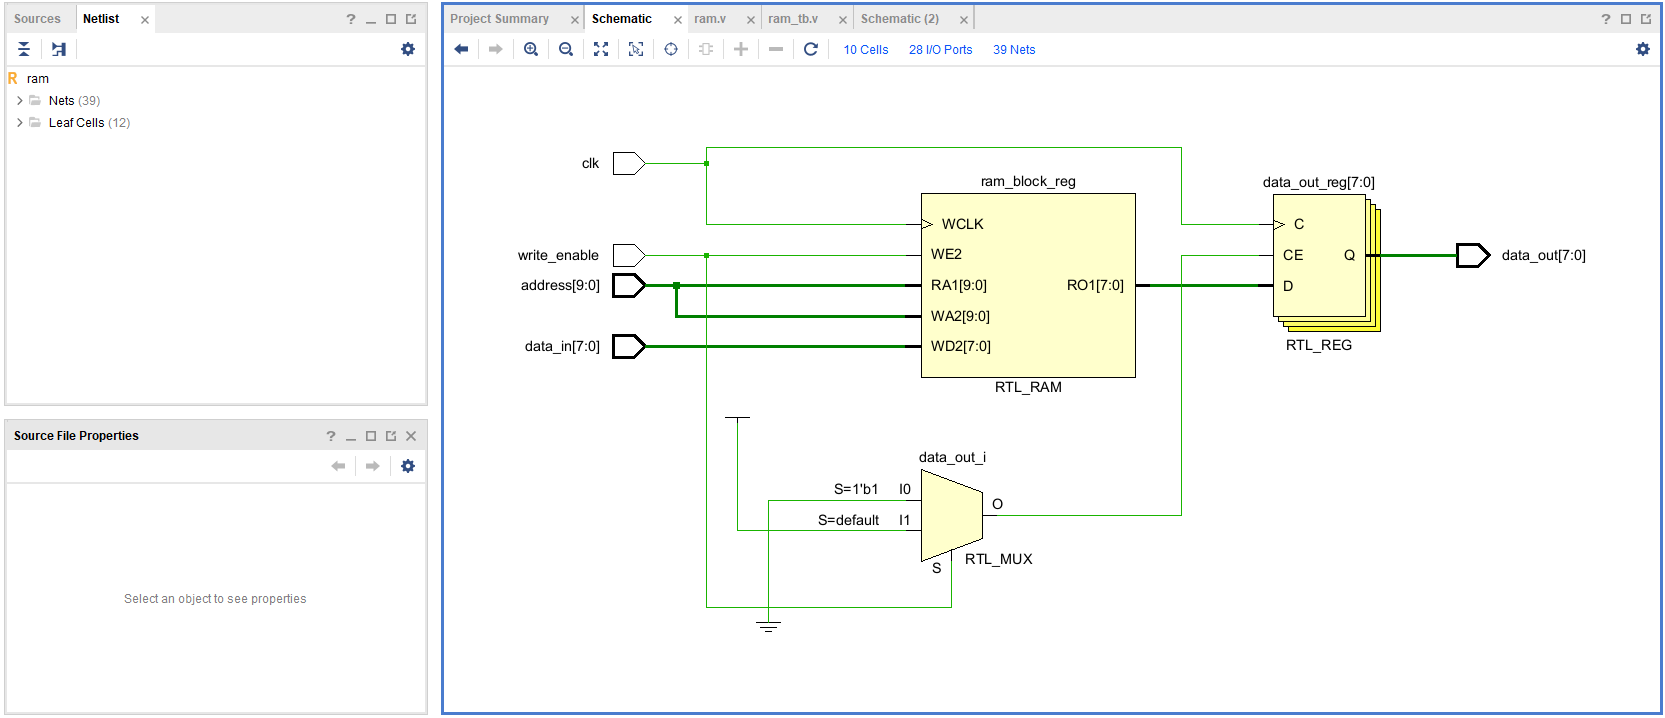 Sources
Netlist
ram
Nets (39)
Leaf Cells (12)
Source File Properties
Select an object to see properties
Project Summary
Schematic
ram.v
ram_tb.v
Schematic (2)
10 Cells
28 I/O Ports
39 Nets
clk
write_enable
address[9:0]
data_in[7:0]
ram_block_reg
WCLK
WE2
RA1[9:0]
RO1[7:0]
WA2[9:0]
WD2[7:0]
RTL_RAM
data_out_reg[7:0]
C
CE
Q
D
RTL_REG
data_out[7:0]
data_out_i
S=1'b1
I0
S=default
I1
O
S
RTL_MUX